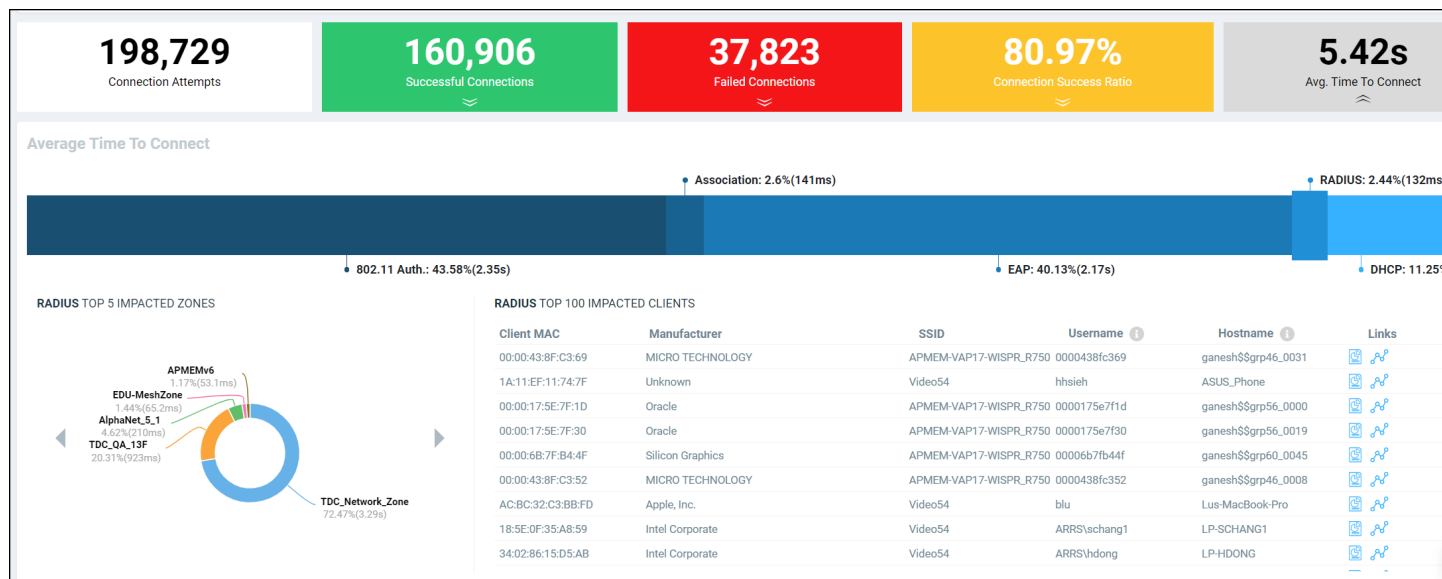 198,729
Connection Attempts
160,906
Successful Connections
37,823
Failed Connections
80.97%
Connection Success Ratio
5.42s
Avg. Time To Connect
Average Time To Connect
Association: 2.6%(141ms)
RADIUS: 2.44%(132ms
802.11 Auth.: 43.58%(2.35s)
EAP: 40.13%(2.17s)
DHCP: 11.25%
RADIUS TOP 5 IMPACTED ZONES
APMEMv6
1.17%(53.1ms)
EDU-MeshZone
1.44%(65.2ms)
AlphaNet_5_1
4.62%(210ms)
TDC_QA_13F
20.31%(923ms)
TDC_Network_Zone
72.47%(3.29s)
RADIUS TOP 100 IMPACTED CLIENTS
Client MAC Manufacturer SSID Username Hostname Links
00:00:43:8F:C3:69 MICRO TECHNOLOGY APMEM-VAP17-WISPR_R750 0000438fc369 ganesh$$grp46_0031
1A:11:EF:11:74:7F Unknown Video54 hhsieh ASUS_Phone
00:00:17:5E:7F:1D Oracle APMEM-VAP17-WISPR_R750 0000175e7f1d ganesh$$grp56_0000
00:00:17:5E:7F:30 Oracle APMEM-VAP17-WISPR_R750 0000175e7f30 ganesh$$grp56_0019
00:00:6B:7F:B4:4F Silicon Graphics APMEM-VAP17-WISPR_R750 00006b7fb44f ganesh$$grp60_0045
00:00:43:8F:C3:52 MICRO TECHNOLOGY APMEM-VAP17-WISPR_R750 0000438fc352 ganesh$$grp46_0008
AC:BC:32:C3:BB:FD Apple, Inc. Video54 blu Lus-MacBook-Pro
18:5E:0F:35:A8:59 Intel Corporate Video54 ARRS\schang1 LP-SCHANG1
34:02:86:15:D5:AB Intel Corporate Video54 ARRS\hdong LP-HDONG